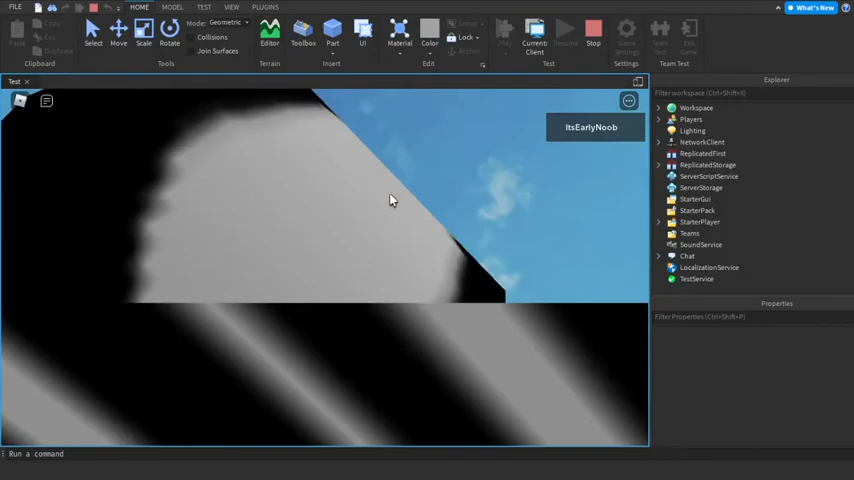 FILE HOME MODEL TEST VIEW PLUGINS What's New
Copy Mode: Geometric Group
Cut Collisions Lock
Paste Duplicate Select Move Scale Rotate Join Surfaces Editor Toolbox Part UI Material Color Anchor Play Current: Client Resume Stop Game Settings Team Test Exit Game
Clipboard Tools Terrain Insert Edit Test Settings Team Test
Test Explorer
Filter workspace (Ctrl+Shift+X)
Workspace
Players
ItsEarlyNoob
Lighting
NetworkClient
ReplicatedFirst
ReplicatedStorage
ServerScriptService
ServerStorage
StarterGui
StarterPack
StarterPlayer
Teams
SoundService
Chat
LocalizationService
TestService
Properties
Filter Properties (Ctrl+Shift+P)
Run a command